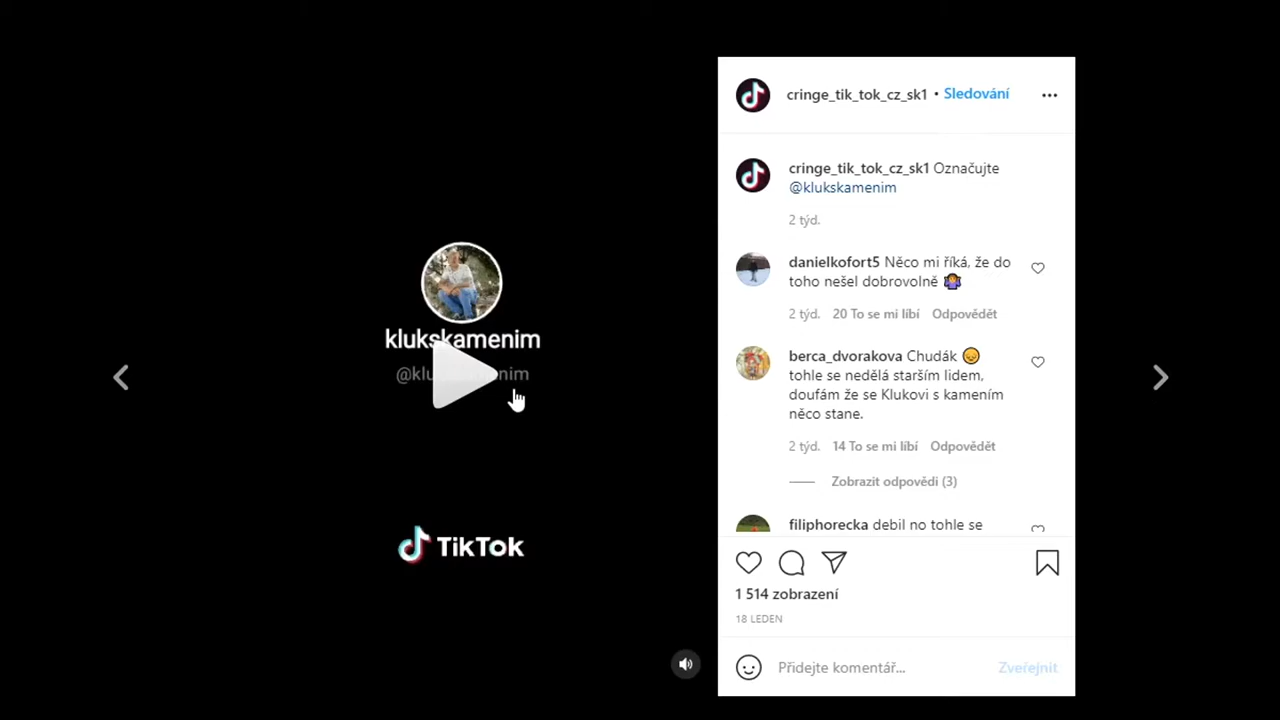 klukskamenim
TikTok
cringe_tik_tok_cz_sk1 • Sledování
cringe_tik_tok_cz_sk1 Označujte
@klukskamenim
2 týd.
danielkofort5 Něco mi říká, že do
toho nešel dobrovolně 🤷‍♀️
2 týd. 20 To se mi líbí Odpovědět
berca_dvorakova Chudák 😞
tohle se nedělá starším lidem,
doufám že se Klukovi s kamením
něco stane.
2 týd. 14 To se mi líbí Odpovědět
Zobrazit odpovědi (3)
filiphorecka debil no tohle se
1 514 zobrazení
18 LEDEN
Přidejte komentář...
Zveřejnit